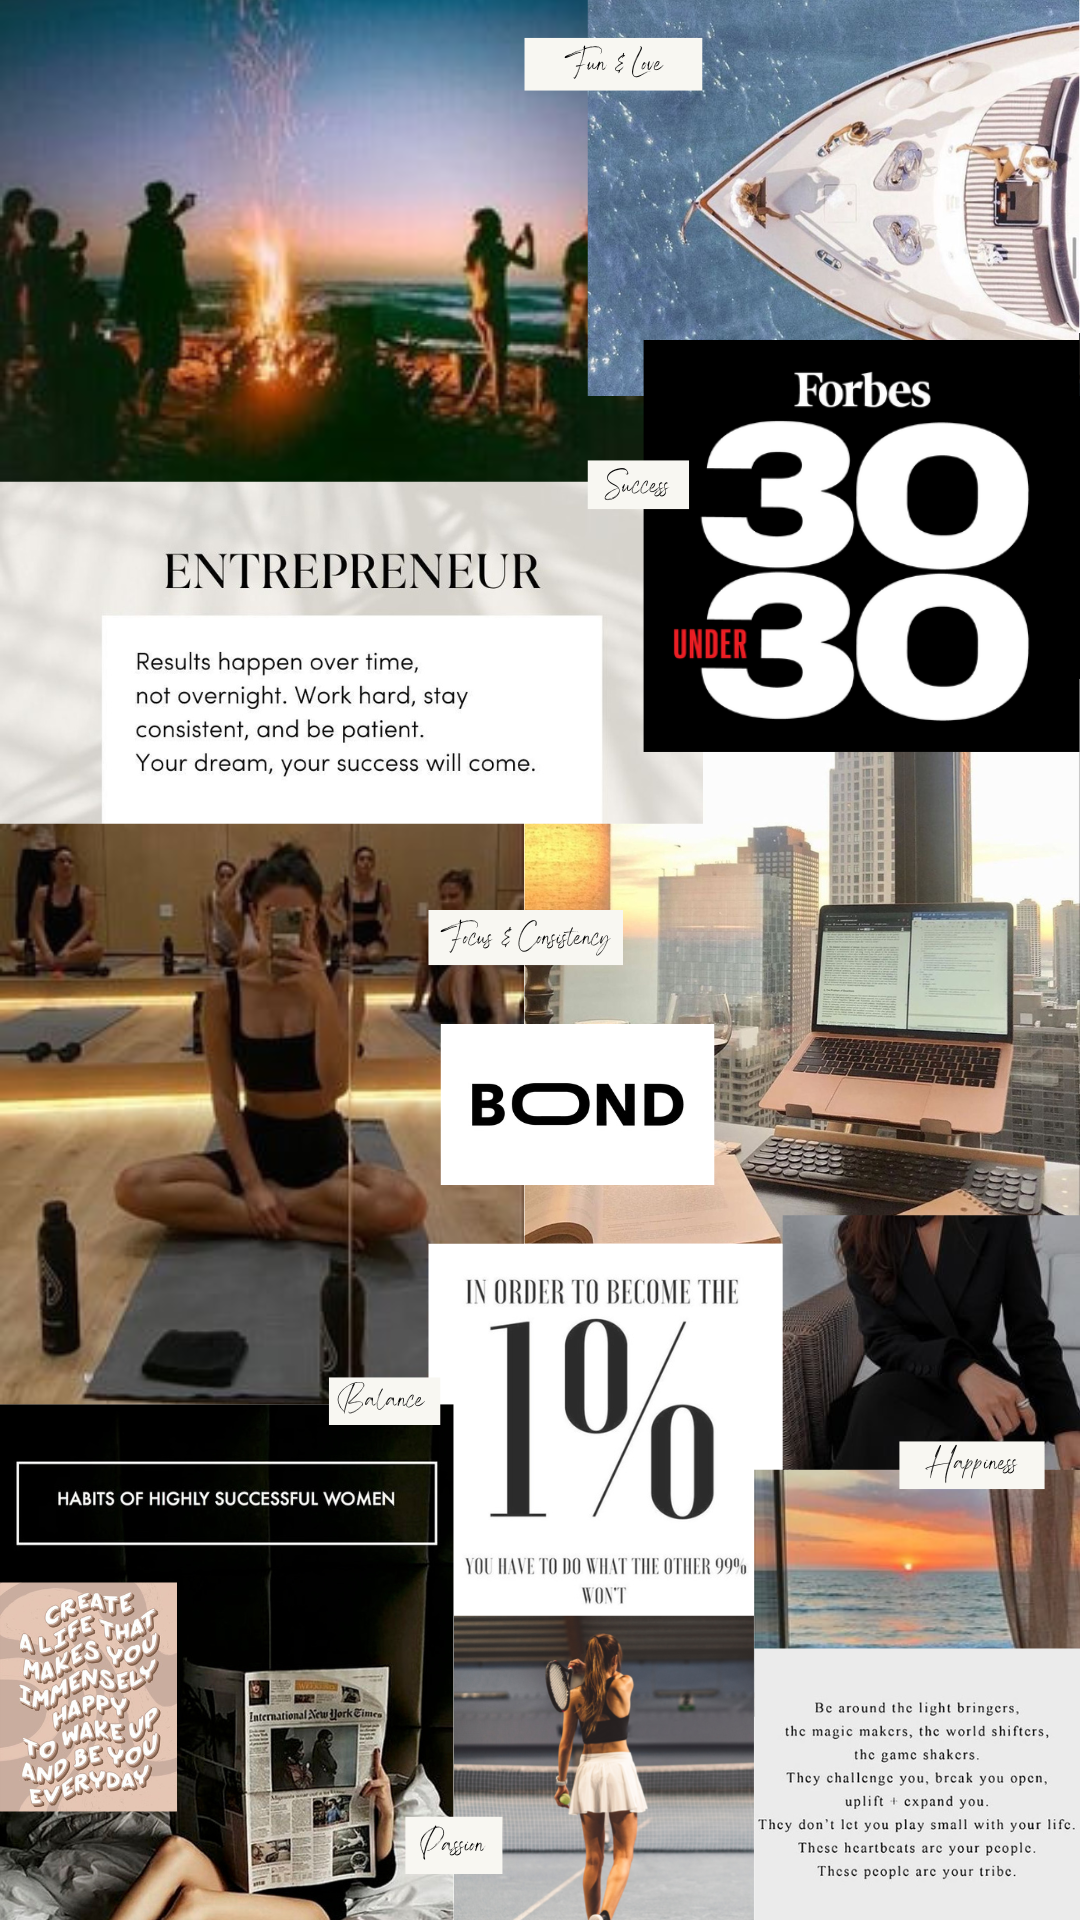 Fun & Love
Forbes
30
UNDER
30
Success
ENTREPRENEUR
Results happen over time,
not overnight. Work hard, stay
consistent, and be patient.
Your dream, your success will come.
Focus & Consistency
BOND
IN ORDER TO BECOME THE
1%
YOU HAVE TO DO WHAT THE OTHER 99%
WON'T
Balance
Happiness
HABITS OF HIGHLY SUCCESSFUL WOMEN
CREATE
A LIFE THAT
MAKES YOU
IMMENSELY
HAPPY
TO WAKE UP
AND BE YOU
EVERYDAY
International New York Times
Passion
Be around the light bringers,
the magic makers, the world shifters,
the game shakers.
They challenge you, break you open,
uplift + expand you.
They don't let you play small with your life.
These heartbeats are your people.
These people are your tribe.